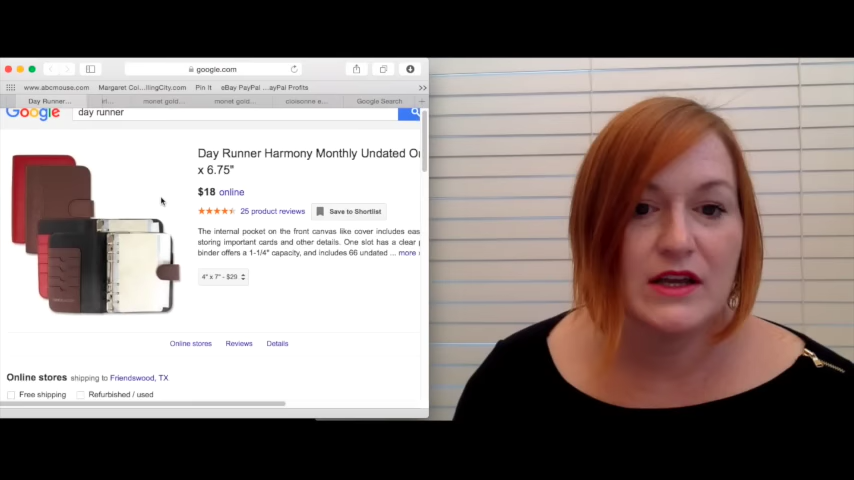 google.com
www.abcmouse.com Margaret Col...llingCity.com Pin It eBay PayPal ...ayPal Profits >>
Day Runner... tri... monet gold... monet gold... cloisonne e... Google Search +
Google day runner
Day Runner Harmony Monthly Undated O
x 6.75"
$18 online
25 product reviews Save to Shortlist
The internal pocket on the front canvas like cover includes eas
storing important cards and other details. One slot has a clear p
binder offers a 1-1/4" capacity, and includes 66 undated ... more
4" x 7" - $29
Online stores Reviews Details
Online stores shipping to Friendswood, TX
Free shipping Refurbished / used